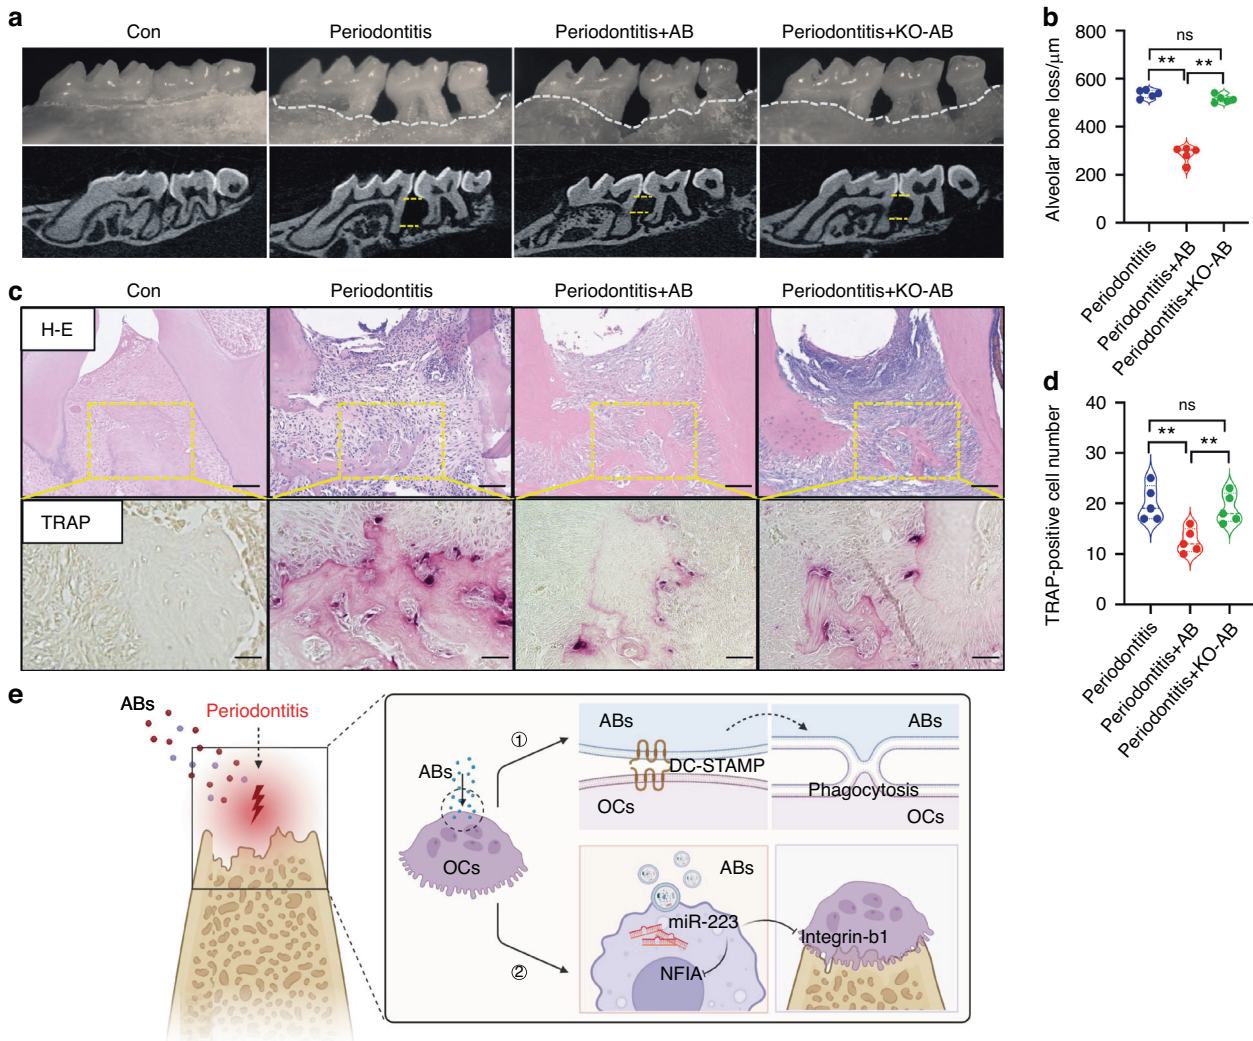 a
Con
Periodontitis
Periodontitis+AB
Periodontitis+KO-AB
b
Alveolar bone loss/μm
800
600
400
200
0
ns
**
**
Periodontitis
Periodontitis+AB
Periodontitis+KO-AB
c
Con
Periodontitis
Periodontitis+AB
Periodontitis+KO-AB
H-E
TRAP
d
TRAP-positive cell number
40
30
20
10
0
ns
**
**
Periodontitis
Periodontitis+AB
Periodontitis+KO-AB
e
ABs
Periodontitis
ABs
OCs
①
②
ABs
DC-STAMP
OCs
ABs
Phagocytosis
OCs
ABs
miR-223
NFIA
Integrin-b1